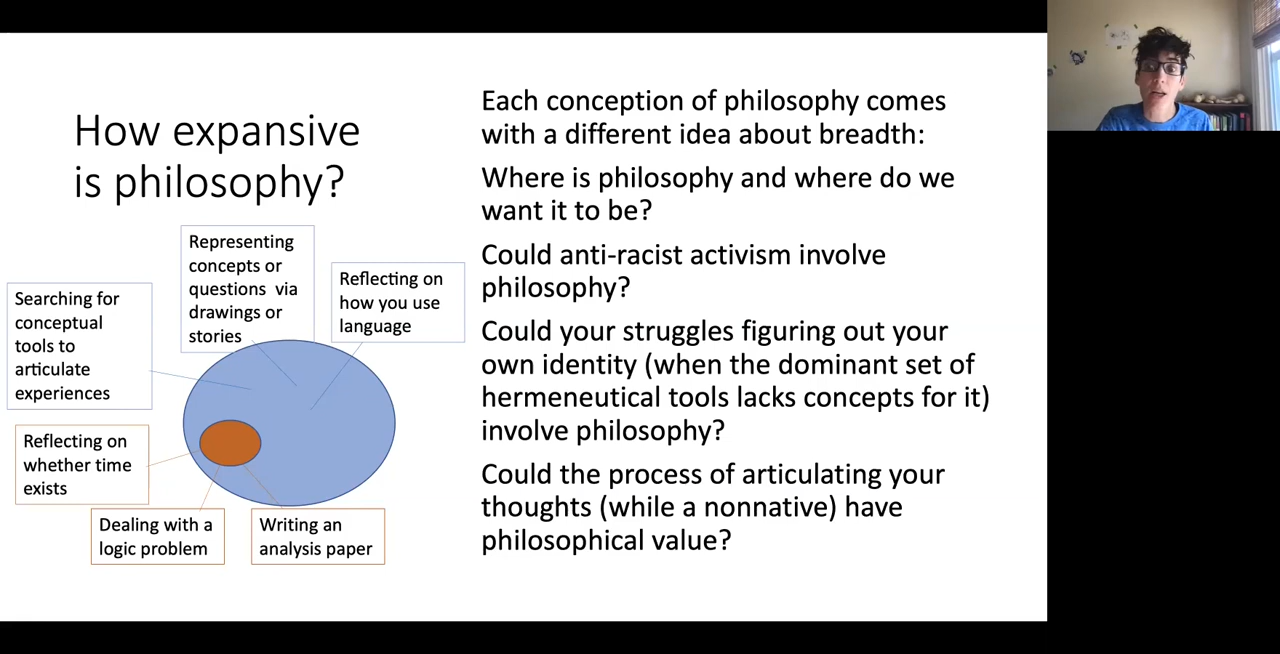 How expansive
is philosophy?
Representing
concepts or
questions via
drawings or
stories
Reflecting on
how you use
language
Searching for
conceptual
tools to
articulate
experiences
Reflecting on
whether time
exists
Dealing with a
logic problem
Writing an
analysis paper
Each conception of philosophy comes
with a different idea about breadth:
Where is philosophy and where do we
want it to be?
Could anti-racist activism involve
philosophy?
Could your struggles figuring out your
own identity (when the dominant set of
hermeneutical tools lacks concepts for it)
involve philosophy?
Could the process of articulating your
thoughts (while a nonnative) have
philosophical value?